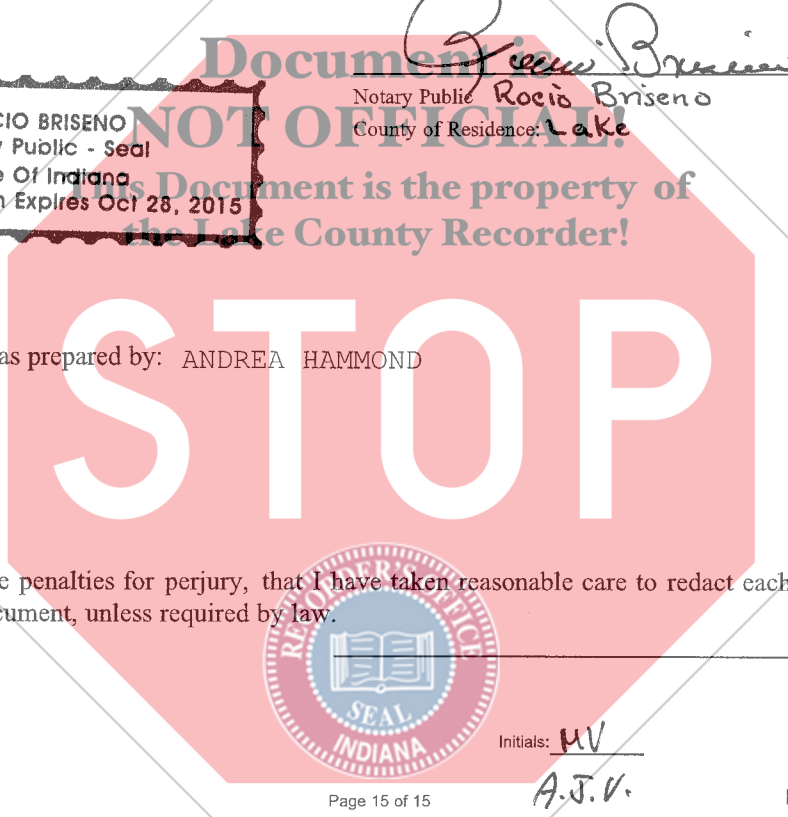 Document is
NOT OFFICIAL!
This Document is the property of
the Lake County Recorder!
Rocio Briseno
Notary Public Rocio Briseno
County of Residence: Lake
CIO BRISENO
y Public - Seal
e Of Indiana
n Expires Oct 28, 2015
STOP
as prepared by: ANDREA HAMMOND
e penalties for perjury, that I have taken reasonable care to redact each
cument, unless required by law.
RECORDER'S OFFICE
SEAL
INDIANA
Initials: MV
A.J.V.
Page 15 of 15